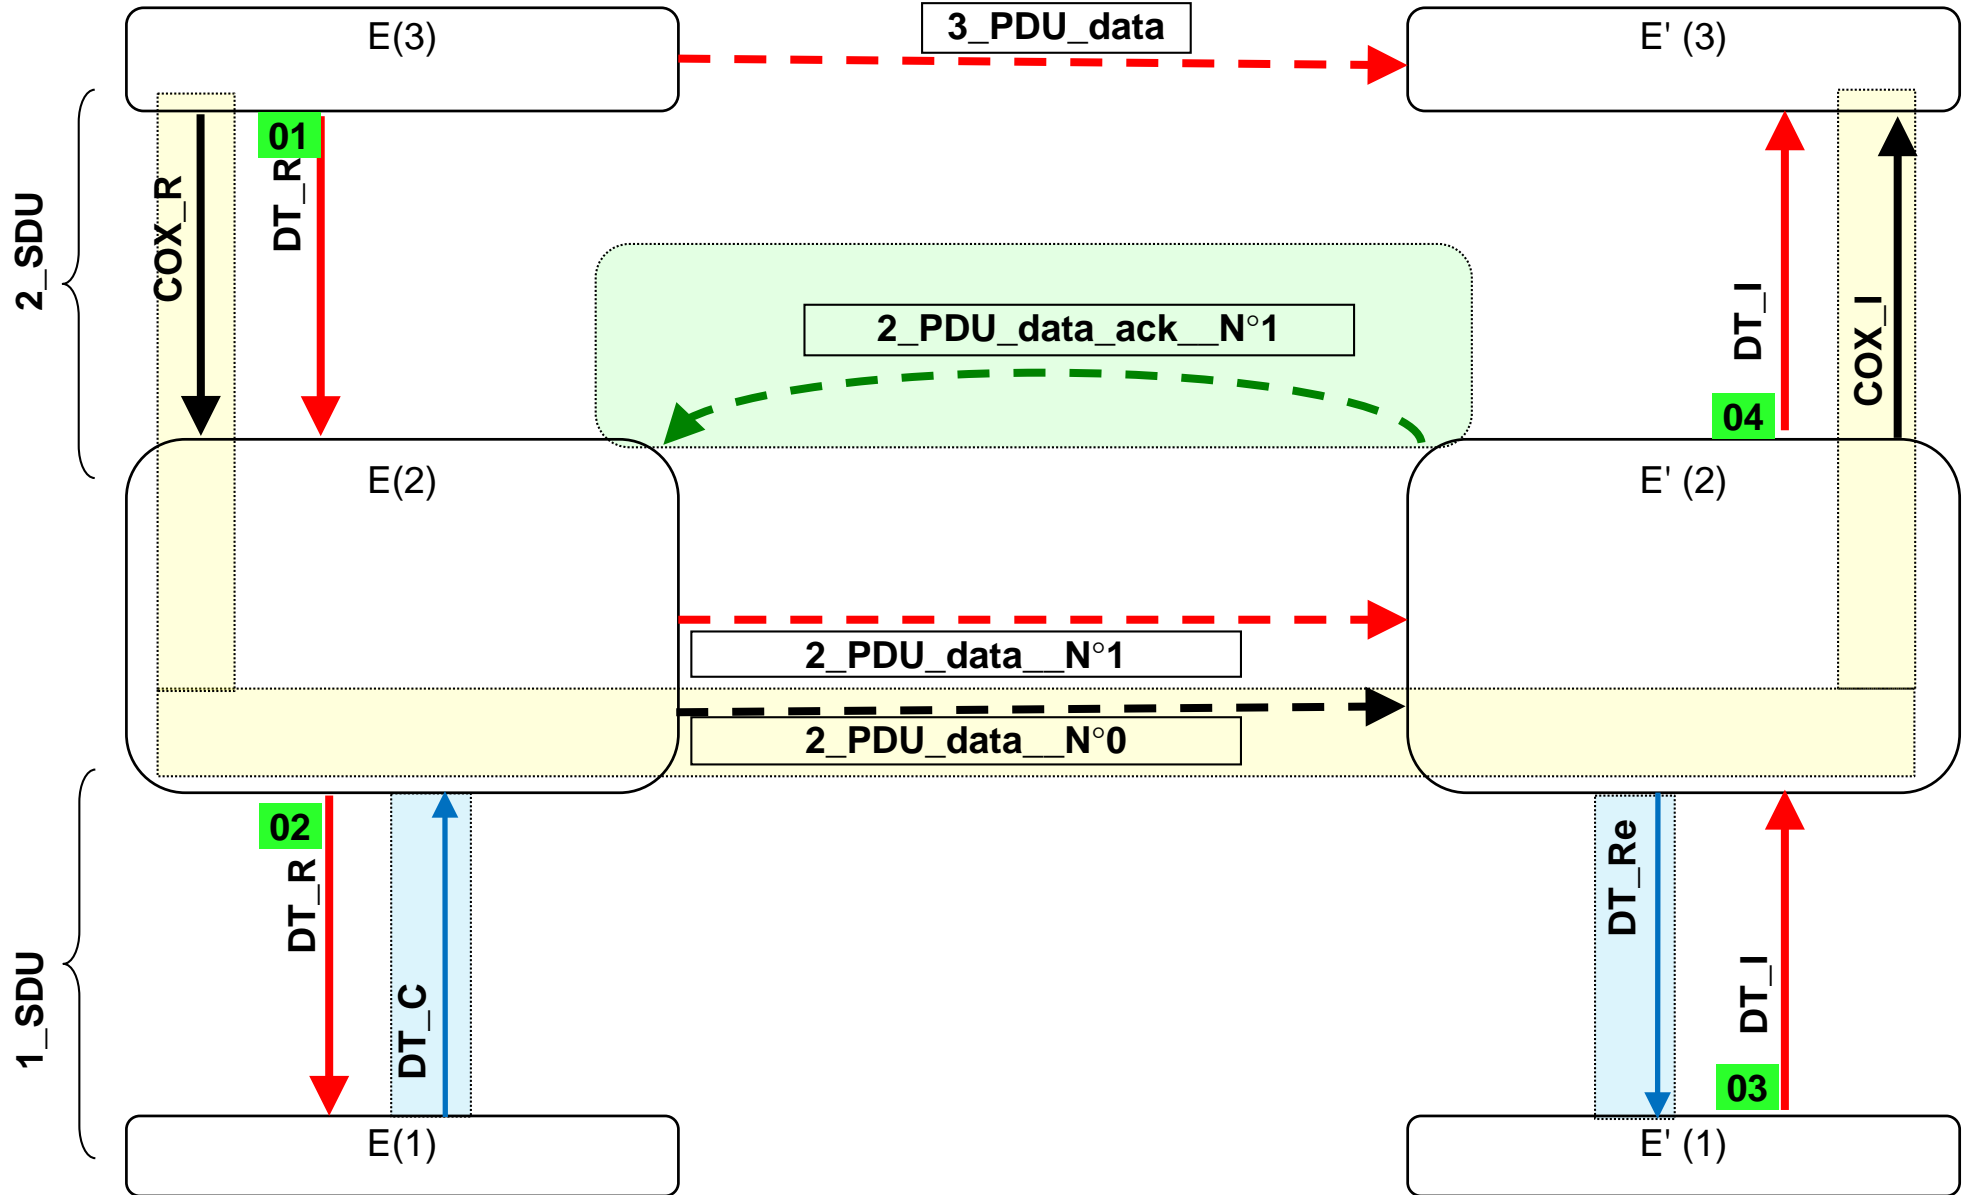 3_PDU_data
E(3)
E' (3)
01
DT_R
COX_R
2_SDU
2_PDU_data_ack__N°1
DT_I
COX_I
04
E(2)
E' (2)
2_PDU_data__N°1
2_PDU_data__N°0
02
DT_R
DT_C
1_SDU
DT_Re
DT_I
03
E(1)
E' (1)